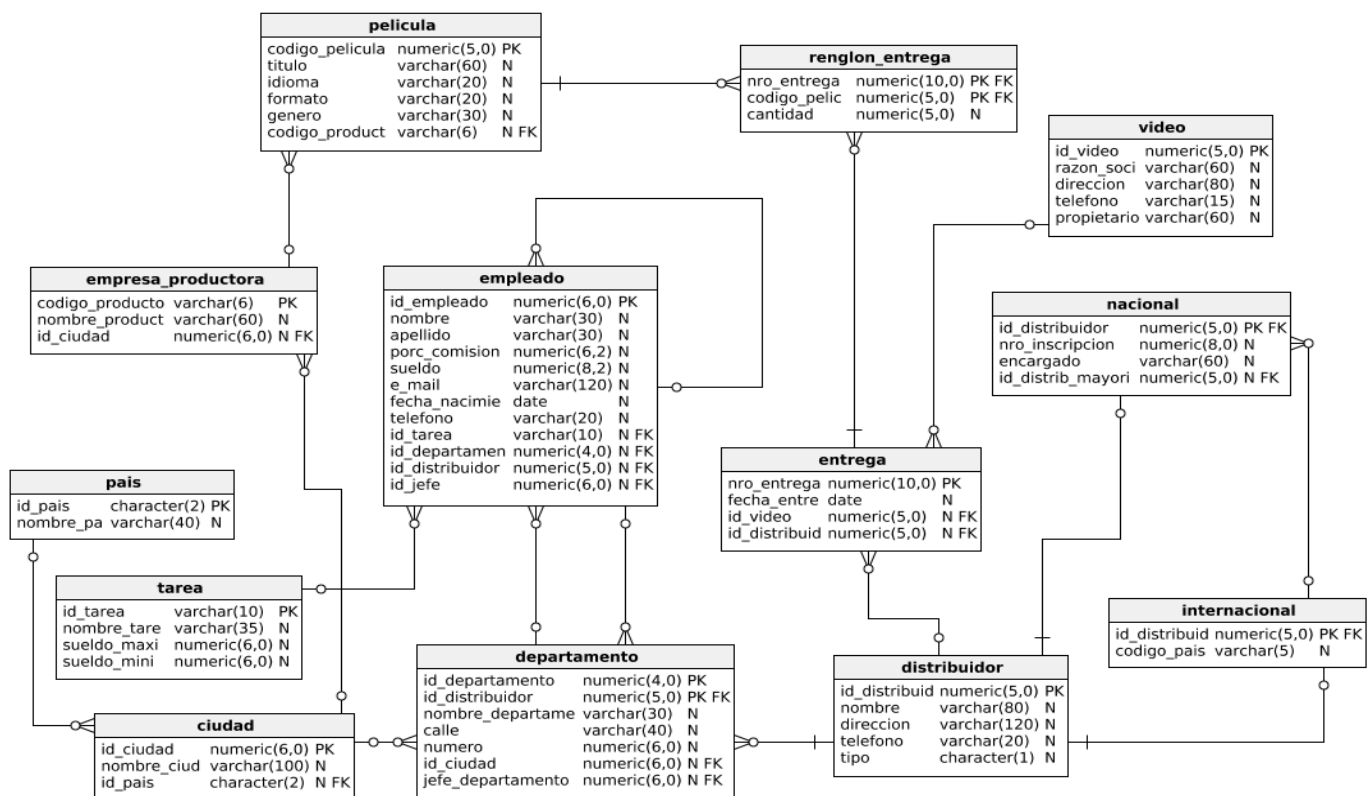 pelicula
codigo_pelicula numeric(5,0) PK
titulo varchar(60) N
idioma varchar(20) N
formato varchar(20) N
genero varchar(30) N
codigo_product varchar(6) N FK
renglon_entrega
nro_entrega numeric(10,0) PK FK
codigo_pelic numeric(5,0) PK FK
cantidad numeric(5,0) N
video
id_video numeric(5,0) PK
razon_soci varchar(60) N
direccion varchar(80) N
telefono varchar(15) N
propietario varchar(60) N
empresa_productora
codigo_producto varchar(6) PK
nombre_product varchar(60) N
id_ciudad numeric(6,0) N FK
empleado
id_empleado numeric(6,0) PK
nombre varchar(30) N
apellido varchar(30) N
porc_comision numeric(6,2) N
sueldo numeric(8,2) N
e_mail varchar(120) N
fecha_nacimie date N
telefono varchar(20) N
id_tarea varchar(10) N FK
id_departamen numeric(4,0) N FK
id_distribuidor numeric(5,0) N FK
id_jefe numeric(6,0) N FK
nacional
id_distribuidor numeric(5,0) PK FK
nro_inscripcion numeric(8,0) N
encargado varchar(60) N
id_distrib_mayori numeric(5,0) N FK
entrega
nro_entrega numeric(10,0) PK
fecha_entre date N
id_video numeric(5,0) N FK
id_distribuid numeric(5,0) N FK
pais
id_pais character(2) PK
nombre_pa varchar(40) N
tarea
id_tarea varchar(10) PK
nombre_tare varchar(35) N
sueldo_maxi numeric(6,0) N
sueldo_mini numeric(6,0) N
internacional
id_distribuid numeric(5,0) PK FK
codigo_pais varchar(5) N
departamento
id_departamento numeric(4,0) PK
id_distribuidor numeric(5,0) PK FK
nombre_departame varchar(30) N
calle varchar(40) N
numero numeric(6,0) N
id_ciudad numeric(6,0) N FK
jefe_departamento numeric(6,0) N FK
distribuidor
id_distribuid numeric(5,0) PK
nombre varchar(80) N
direccion varchar(120) N
telefono varchar(20) N
tipo character(1) N
ciudad
id_ciudad numeric(6,0) PK
nombre_ciud varchar(100) N
id_pais character(2) N FK